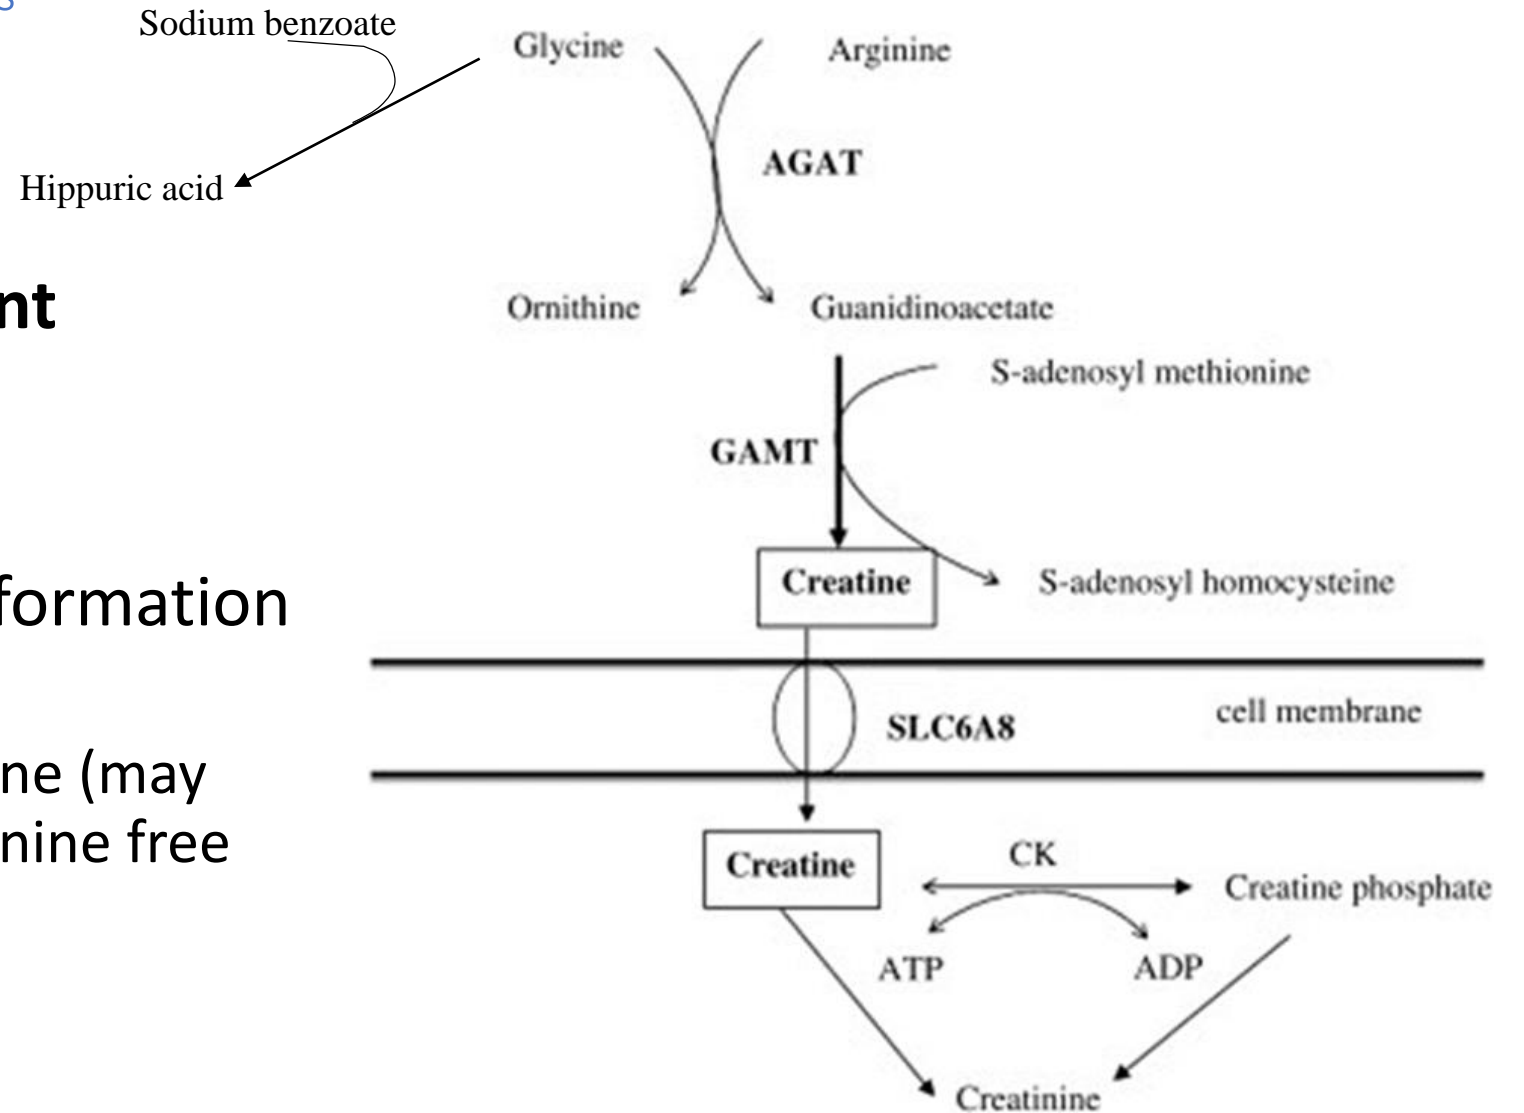 s
Sodium benzoate
Glycine
Arginine
AGAT
Hippuric acid
nt
Ornithine
Guanidinoacetate
S-adenosyl methionine
GAMT
formation
Creatine
S-adenosyl homocysteine
cell membrane
SLC6A8
ne (may
nine free
Creatine
CK
Creatine phosphate
ATP
ADP
Creatinine